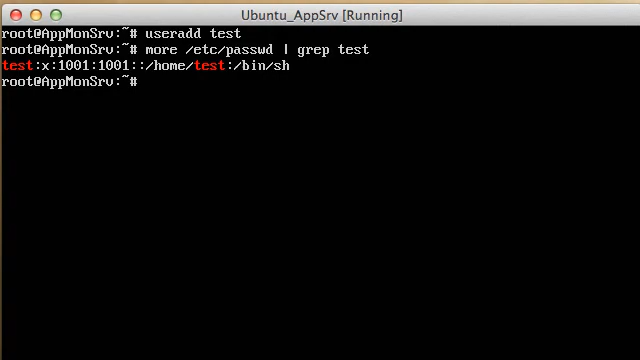 Ubuntu_AppSrv [Running]
root@AppMonSrv:~# useradd test
root@AppMonSrv:~# more /etc/passwd | grep test
test:x:1001:1001::/home/test:/bin/sh
root@AppMonSrv:~#